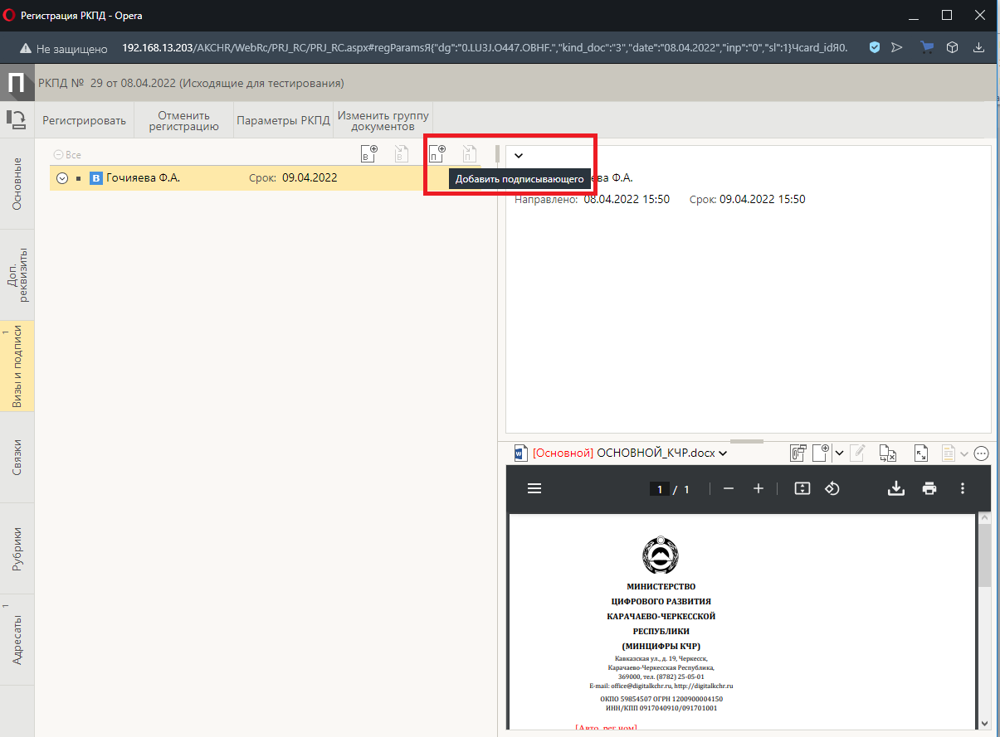 Регистрация РКПД - Opera
Не защищено 192.168.13.203/AKCHR/WebRc/PRJ_RC/PRJ_RC.aspx#regParamsЯ{"dg":"0.LU3J.O447.OBHF.","kind_doc":"3","date":"08.04.2022","inp":"0","sl":1}Чcard_idЯ0.
П РКПД № 29 от 08.04.2022 (Исходящие для тестирования)
Регистрировать
Отменить
регистрацию
Параметры РКПД
Изменить группу
документов
Основные
Доп.
реквизиты
1
Визы и подписи
Связки
Рубрики
1
Адресаты
Все
В В П П
В Гочияева Ф.А. Срок: 09.04.2022
Добавить подписывающего
ва Ф.А.
Направлено: 08.04.2022 15:50 Срок: 09.04.2022 15:50
[Основной] ОСНОВНОЙ_КЧР.docx
1 / 1
МИНИСТЕРСТВО
ЦИФРОВОГО РАЗВИТИЯ
КАРАЧАЕВО-ЧЕРКЕССКОЙ
РЕСПУБЛИКИ
(МИНЦИФРЫ КЧР)
Кавказская ул., д. 19, Черкесск,
Карачаево-Черкесская Республика,
369000, тел. (8782) 25-05-01
E-mail: office@digitalkchr.ru, http://digitalkchr.ru
ОКПО 59854507 ОГРН 1200900004150
ИНН/КПП 0917040910/091701001
[Авто. рег.ном]